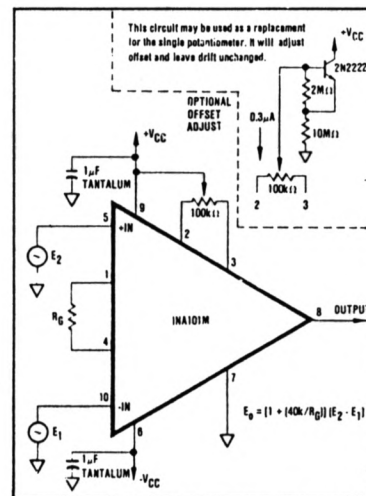 This circuit may be used as a replacement
for the single potantiometer. It will adjust
offset and leave drift unchanged.
+VCC
2N2222
2MΩ
10MΩ
OPTIONAL
OFFSET
ADJUST
0.3µA
100kΩ
2 3
+VCC
1µF
TANTALUM
9
100kΩ
2
3
5
+IN
E2
1
RG
4
INA101M
8 OUTPUT
10
-IN
E1
7
6
1µF
TANTALUM
-VCC
Eo = [1 + (40k/RG)] (E2 - E1)